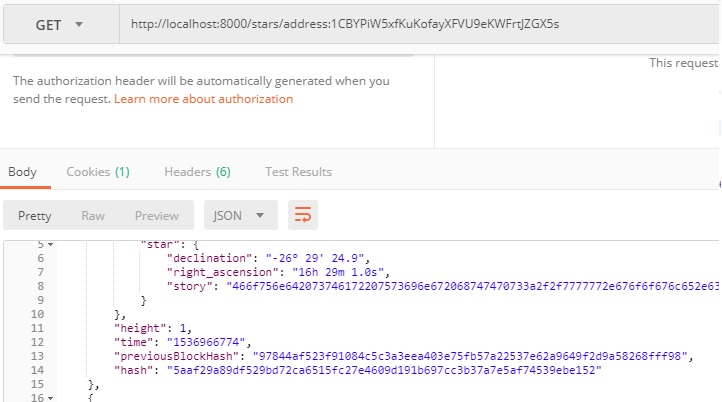 GET http://localhost:8000/stars/address:1CBYPiW5xfKuKofayXFVU9eKWFrtJZGX5s
This request
The authorization header will be automatically generated when you
send the request. Learn more about authorization
Body Cookies (1) Headers (6) Test Results
Pretty Raw Preview JSON
5 "star": {
6 "declination": "-26° 29' 24.9",
7 "right_ascension": "16h 29m 1.0s",
8 "story": "466f756e642073746172207573696e672068747470733a2f2f7777772e676f6f676c652e63
9 }
10 },
11 "height": 1,
12 "time": "1536966774",
13 "previousBlockHash": "97844af523f91084c5c3a3eea403e75fb57a22537e62a9649f2d9a58268fff98",
14 "hash": "5aaf29a89df529bd72ca6515fc27e4609d191b697cc3b37a7e5af74539ebe152"
15 },
16 {